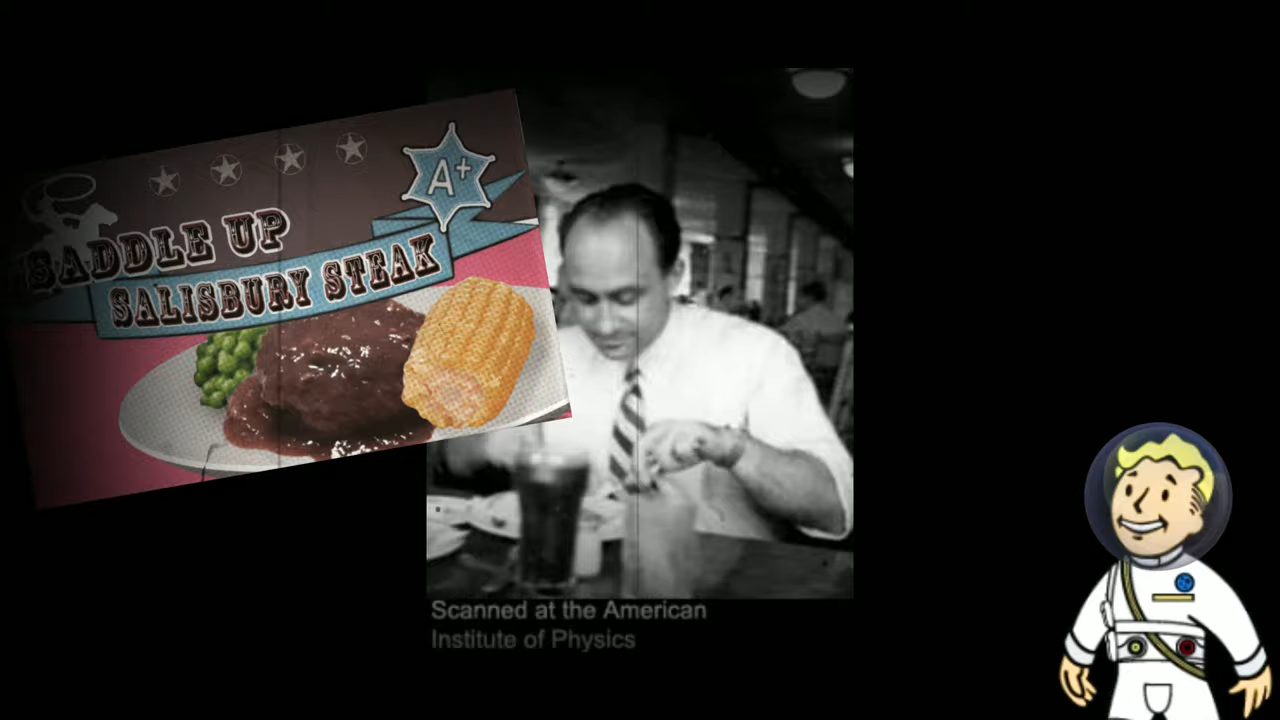 A+
SADDLE UP
SALISBURY STEAK
Scanned at the American
Institute of Physics